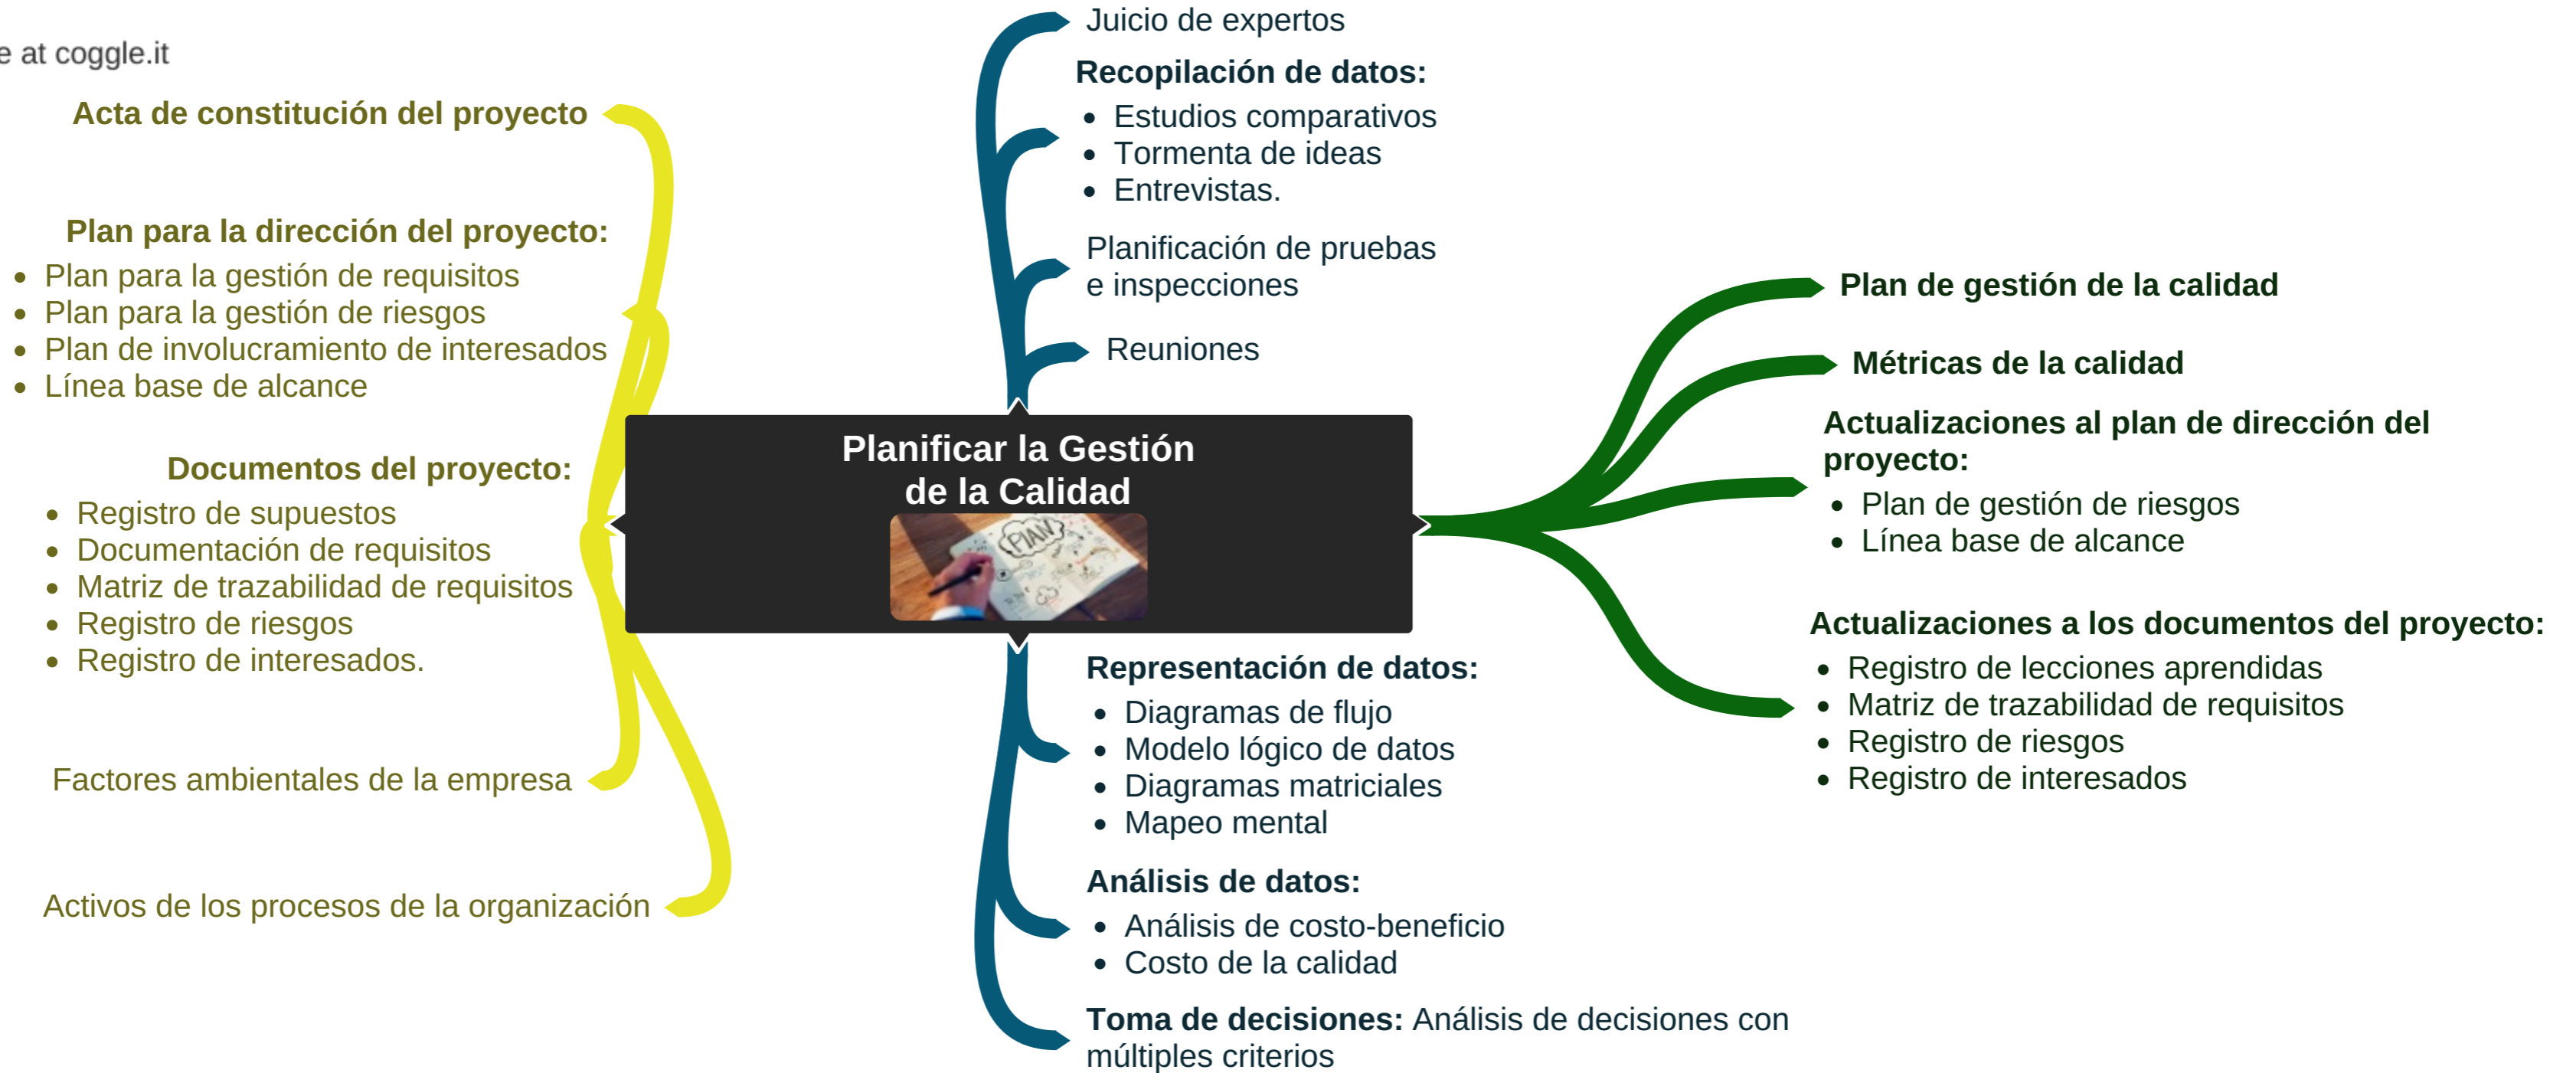 e at coggle.it
Acta de constitución del proyecto
Plan para la dirección del proyecto:
Plan para la gestión de requisitos
Plan para la gestión de riesgos
Plan de involucramiento de interesados
Línea base de alcance
Documentos del proyecto:
Registro de supuestos
Documentación de requisitos
Matriz de trazabilidad de requisitos
Registro de riesgos
Registro de interesados.
Factores ambientales de la empresa
Activos de los procesos de la organización
Juicio de expertos
Recopilación de datos:
Estudios comparativos
Tormenta de ideas
Entrevistas.
Planificación de pruebas
e inspecciones
Reuniones
Planificar la Gestión
de la Calidad
PLAN
Representación de datos:
Diagramas de flujo
Modelo lógico de datos
Diagramas matriciales
Mapeo mental
Análisis de datos:
Análisis de costo-beneficio
Costo de la calidad
Toma de decisiones: Análisis de decisiones con
múltiples criterios
Plan de gestión de la calidad
Métricas de la calidad
Actualizaciones al plan de dirección del
proyecto:
Plan de gestión de riesgos
Línea base de alcance
Actualizaciones a los documentos del proyecto:
Registro de lecciones aprendidas
Matriz de trazabilidad de requisitos
Registro de riesgos
Registro de interesados